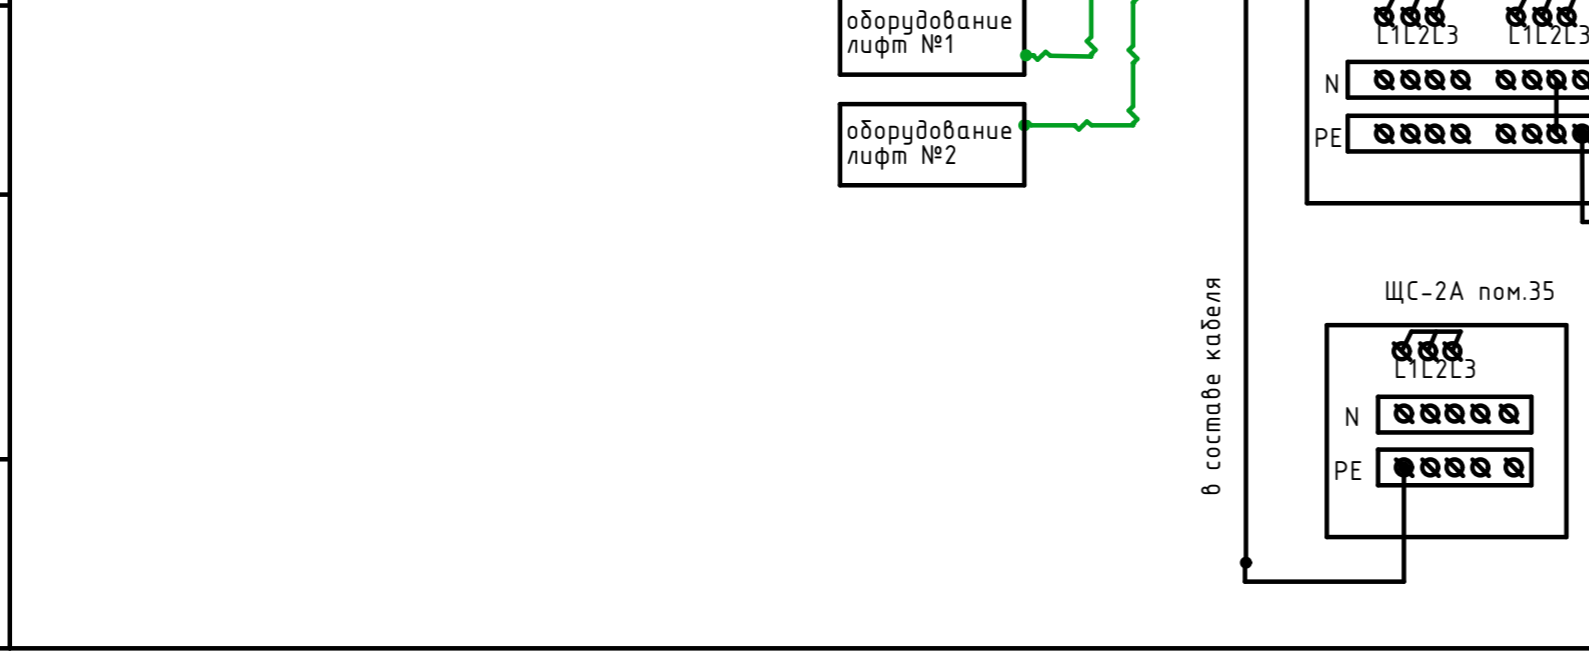 оборудование
лифт №1
оборудование
лифт №2
L1L2L3
L1L2L3
N
PE
в составе кабеля
ЩС-2А пом.35
L1L2L3
N
PE